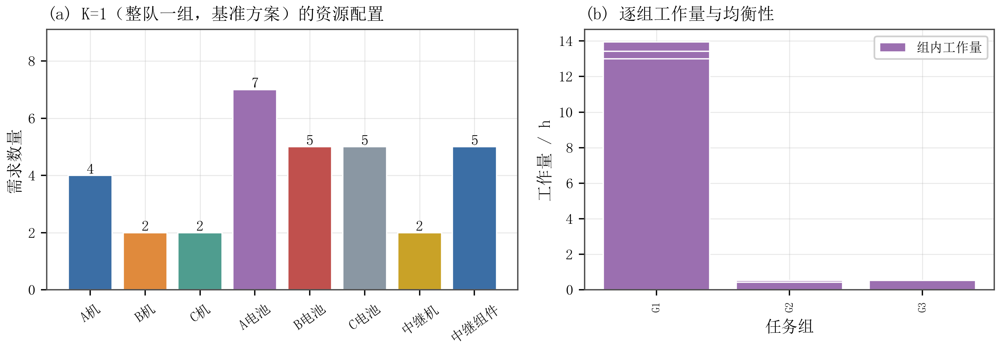 (a) K=1（整队一组，基准方案）的资源配置
需求数量
8
6
4
2
0
4
2
2
7
5
5
2
5
A机
B机
C机
A电池
B电池
C电池
中继机
中继组件
(b) 逐组工作量与均衡性
工作量 / h
14
12
10
8
6
4
2
0
组内工作量
G1
G2
G3
任务组